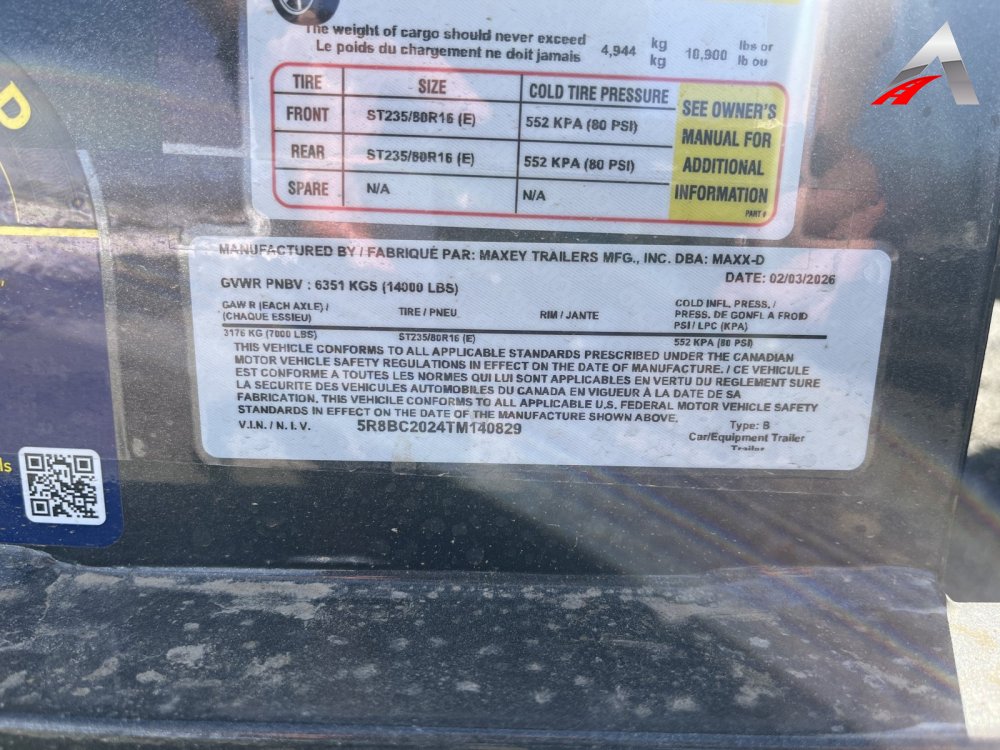 The weight of cargo should never exceed
Le poids du chargement ne doit jamais
4,944 kg
kg
10,900 lbs or
lb ou
TIRE SIZE COLD TIRE PRESSURE
FRONT ST235/80R16 (E) 552 KPA (80 PSI)
REAR ST235/80R16 (E) 552 KPA (80 PSI)
SPARE N/A N/A
SEE OWNER'S
MANUAL FOR
ADDITIONAL
INFORMATION
PART #
MANUFACTURED BY / FABRIQUÉ PAR: MAXEY TRAILERS MFG., INC. DBA: MAXX-D
DATE: 02/03/2026
GVWR PNBV : 6351 KGS (14000 LBS)
GAWR (EACH AXLE) /
(CHAQUE ESSIEU)
TIRE / PNEU
RIM / JANTE
COLD INFL. PRESS. /
PRESS. DE GONFL A FROID
PSI / LPC (KPA)
3176 KG (7000 LBS) ST235/80R16 (E) 552 KPA (80 PSI)
THIS VEHICLE CONFORMS TO ALL APPLICABLE STANDARDS PRESCRIBED UNDER THE CANADIAN
MOTOR VEHICLE SAFETY REGULATIONS IN EFFECT ON THE DATE OF MANUFACTURE. / CE VEHICULE
EST CONFORME A TOUTES LES NORMES QUI LUI SONT APPLICABLES EN VERTU DU REGLEMENT SURE
LA SECURITE DES VEHICULES AUTOMOBILES DU CANADA EN VIGUEUR À LA DATE DE SA
FABRICATION. THIS VEHICILE CONFORMS TO ALL APPLICABLE U.S. FEDERAL MOTOR VEHICLE SAFETY
STANDARDS IN EFFECT ON THE DATE OF THE MANUFACTURE SHOWN ABOVE.
V.I.N. / N.I.V. 5R8BC2024TM140829
Type: B
Car/Equipment Trailer
Trailer